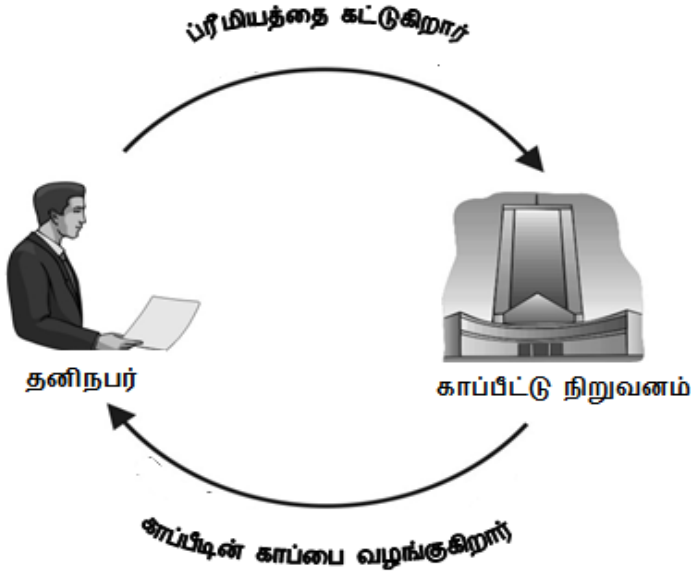 ப்ரீமியத்தை கட்டுகிறார்
தனிநபர்
காப்பீட்டு நிறுவனம்
காப்பீடின் காப்பை வழங்குகிறார்